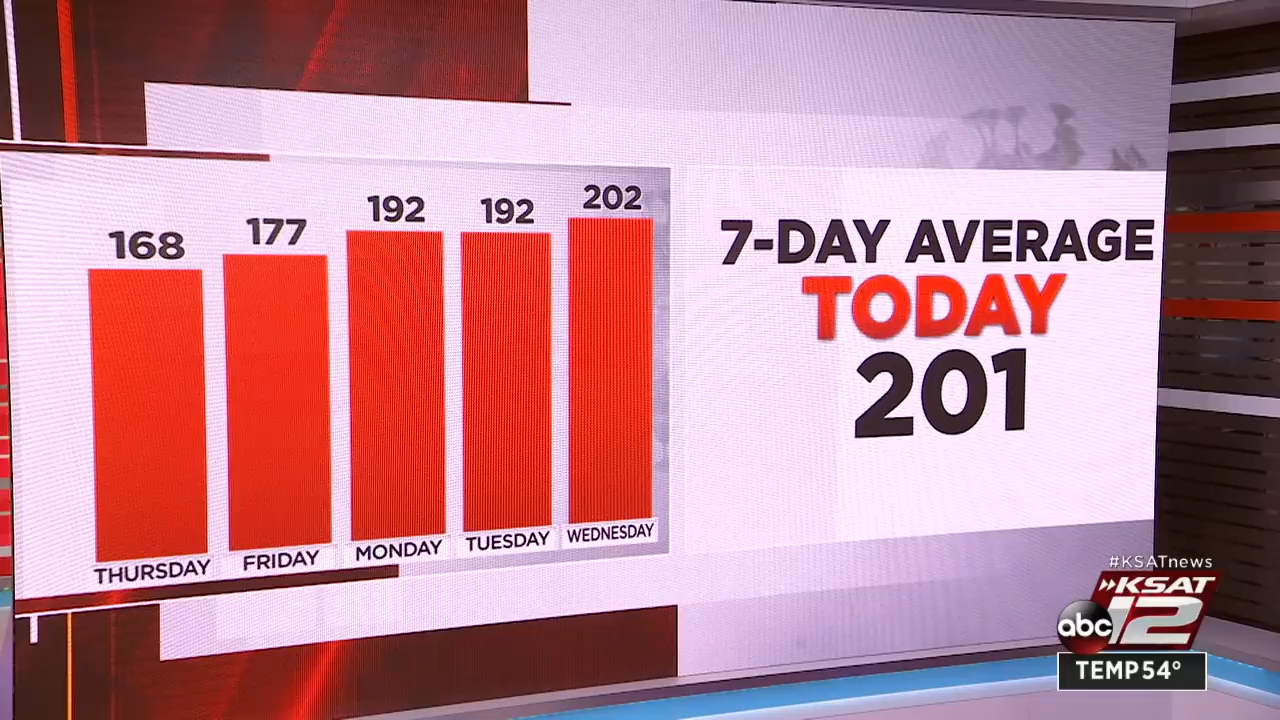 168
177
192
192
202
THURSDAY
FRIDAY
MONDAY
TUESDAY
WEDNESDAY
7-DAY AVERAGE
TODAY
201
#KSATnews
KSAT
abc
12
TEMP 54°